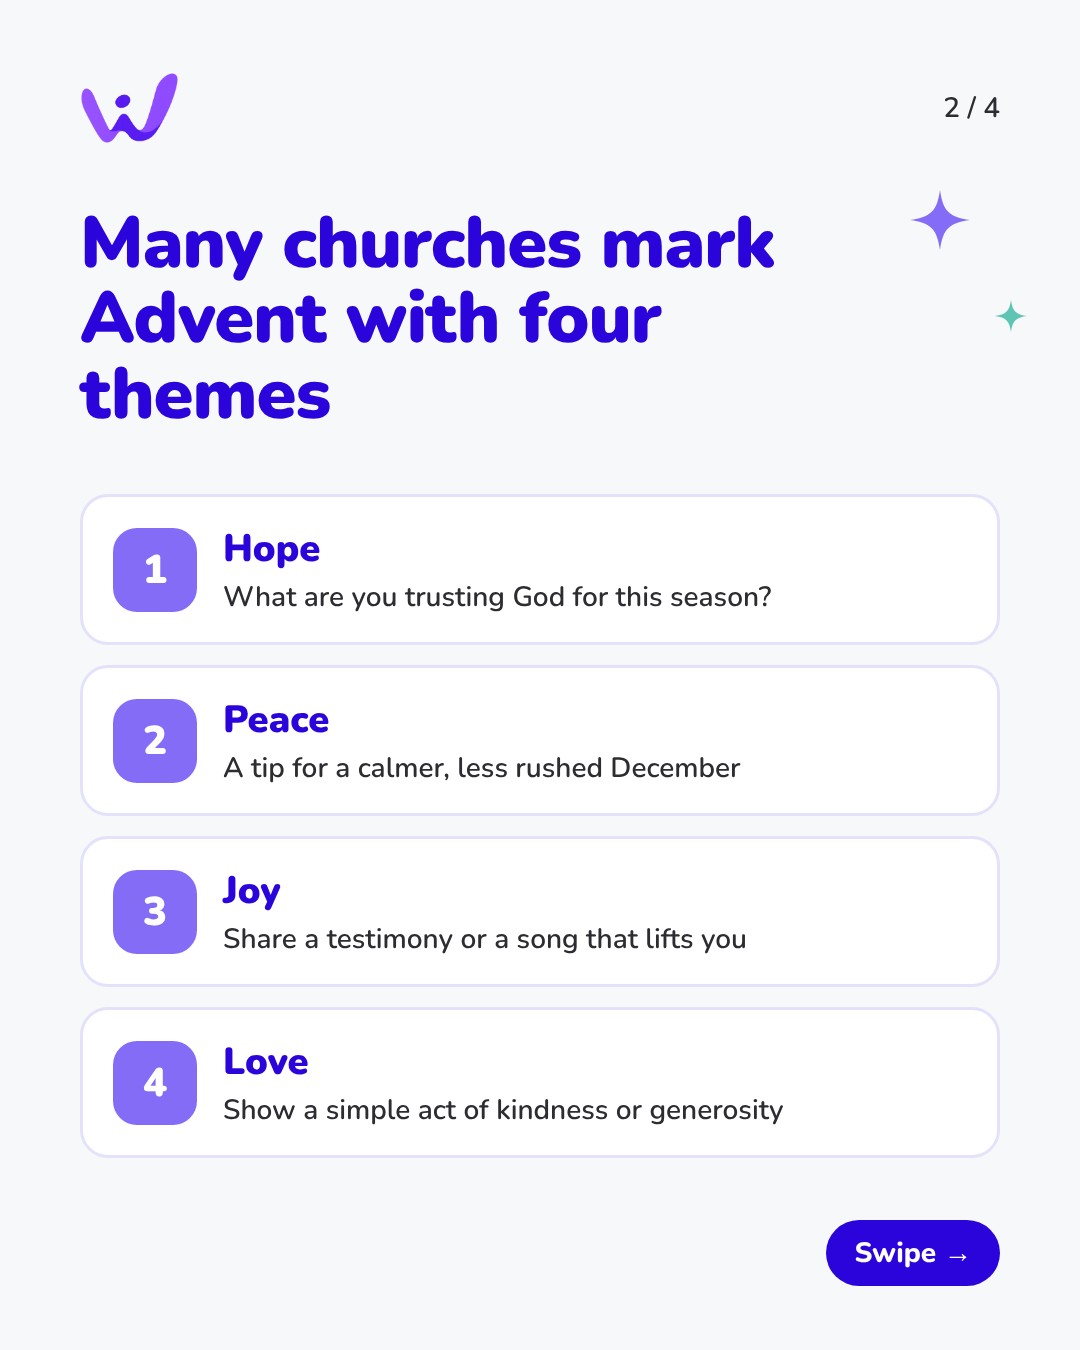 2 / 4
Many churches mark
Advent with four
themes
1
Hope
What are you trusting God for this season?
2
Peace
A tip for a calmer, less rushed December
3
Joy
Share a testimony or a song that lifts you
4
Love
Show a simple act of kindness or generosity
Swipe →